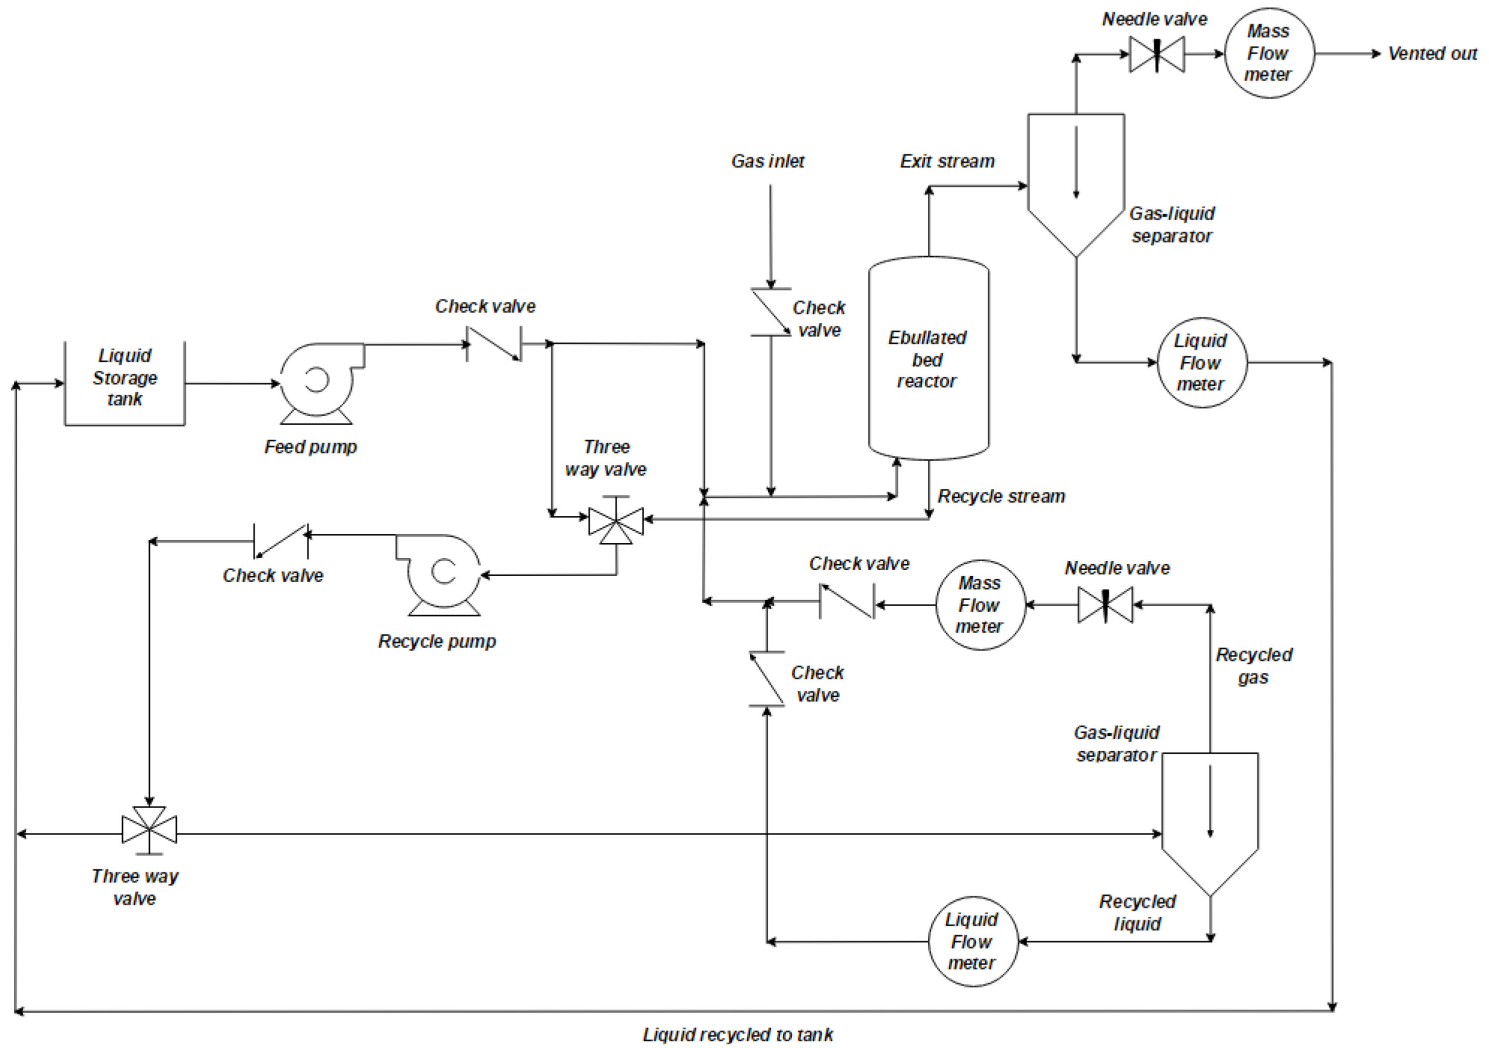 Needle valve
Mass
Flow
meter
Vented out
Gas inlet
Exit stream
Gas-liquid
separator
Check valve
Check
valve
Liquid
Storage
tank
Ebullated
bed
reactor
Liquid
Flow
meter
Feed pump
Three
way valve
Recycle stream
Check valve
Recycle pump
Check valve
Mass
Flow
meter
Needle valve
Recycled
gas
Check
valve
Gas-liquid
separator
Three way
valve
Recycled
liquid
Liquid
Flow
meter
Liquid recycled to tank